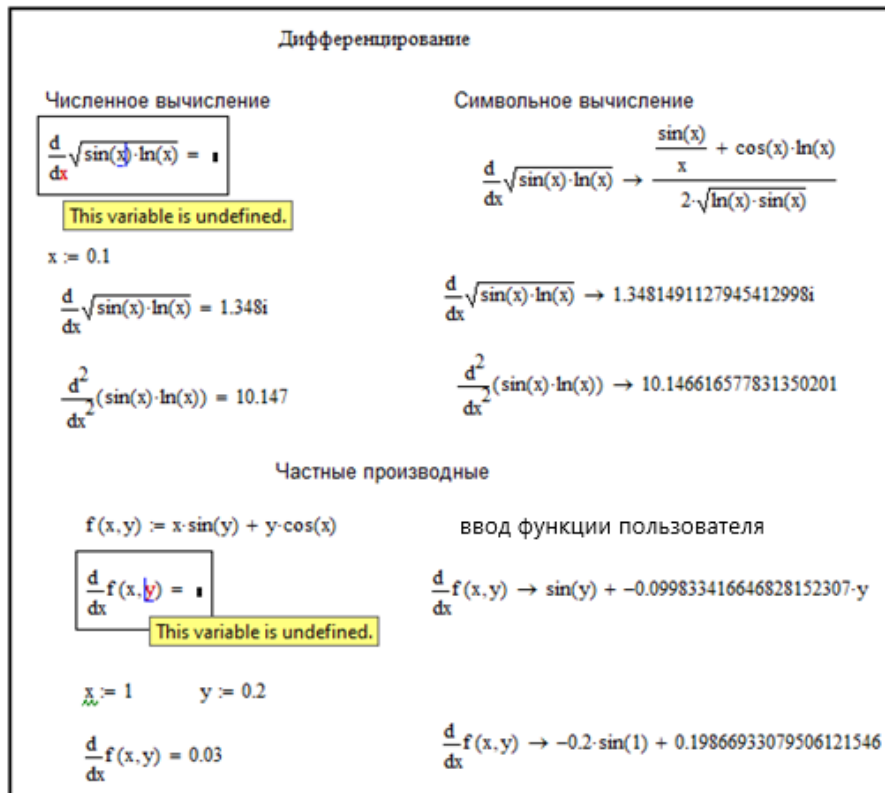 Дифференцирование
Численное вычисление
Символьное вычисление
d/dx √(sin(x)·ln(x)) = ▪
d/dx √(sin(x)·ln(x)) → (sin(x)/x + cos(x)·ln(x))/(2·√(ln(x)·sin(x)))
This variable is undefined.
x := 0.1
d/dx √(sin(x)·ln(x)) = 1.348i
d/dx √(sin(x)·ln(x)) → 1.3481491127945412998i
d²/dx² (sin(x)·ln(x)) = 10.147
d²/dx² (sin(x)·ln(x)) → 10.146616577831350201
Частные производные
f(x,y) := x·sin(y) + y·cos(x)
ввод функции пользователя
d/dx f(x,y) = ▪
d/dx f(x,y) → sin(y) + -0.099833416646828152307·y
This variable is undefined.
x := 1 y := 0.2
d/dx f(x,y) = 0.03
d/dx f(x,y) → -0.2·sin(1) + 0.19866933079506121546